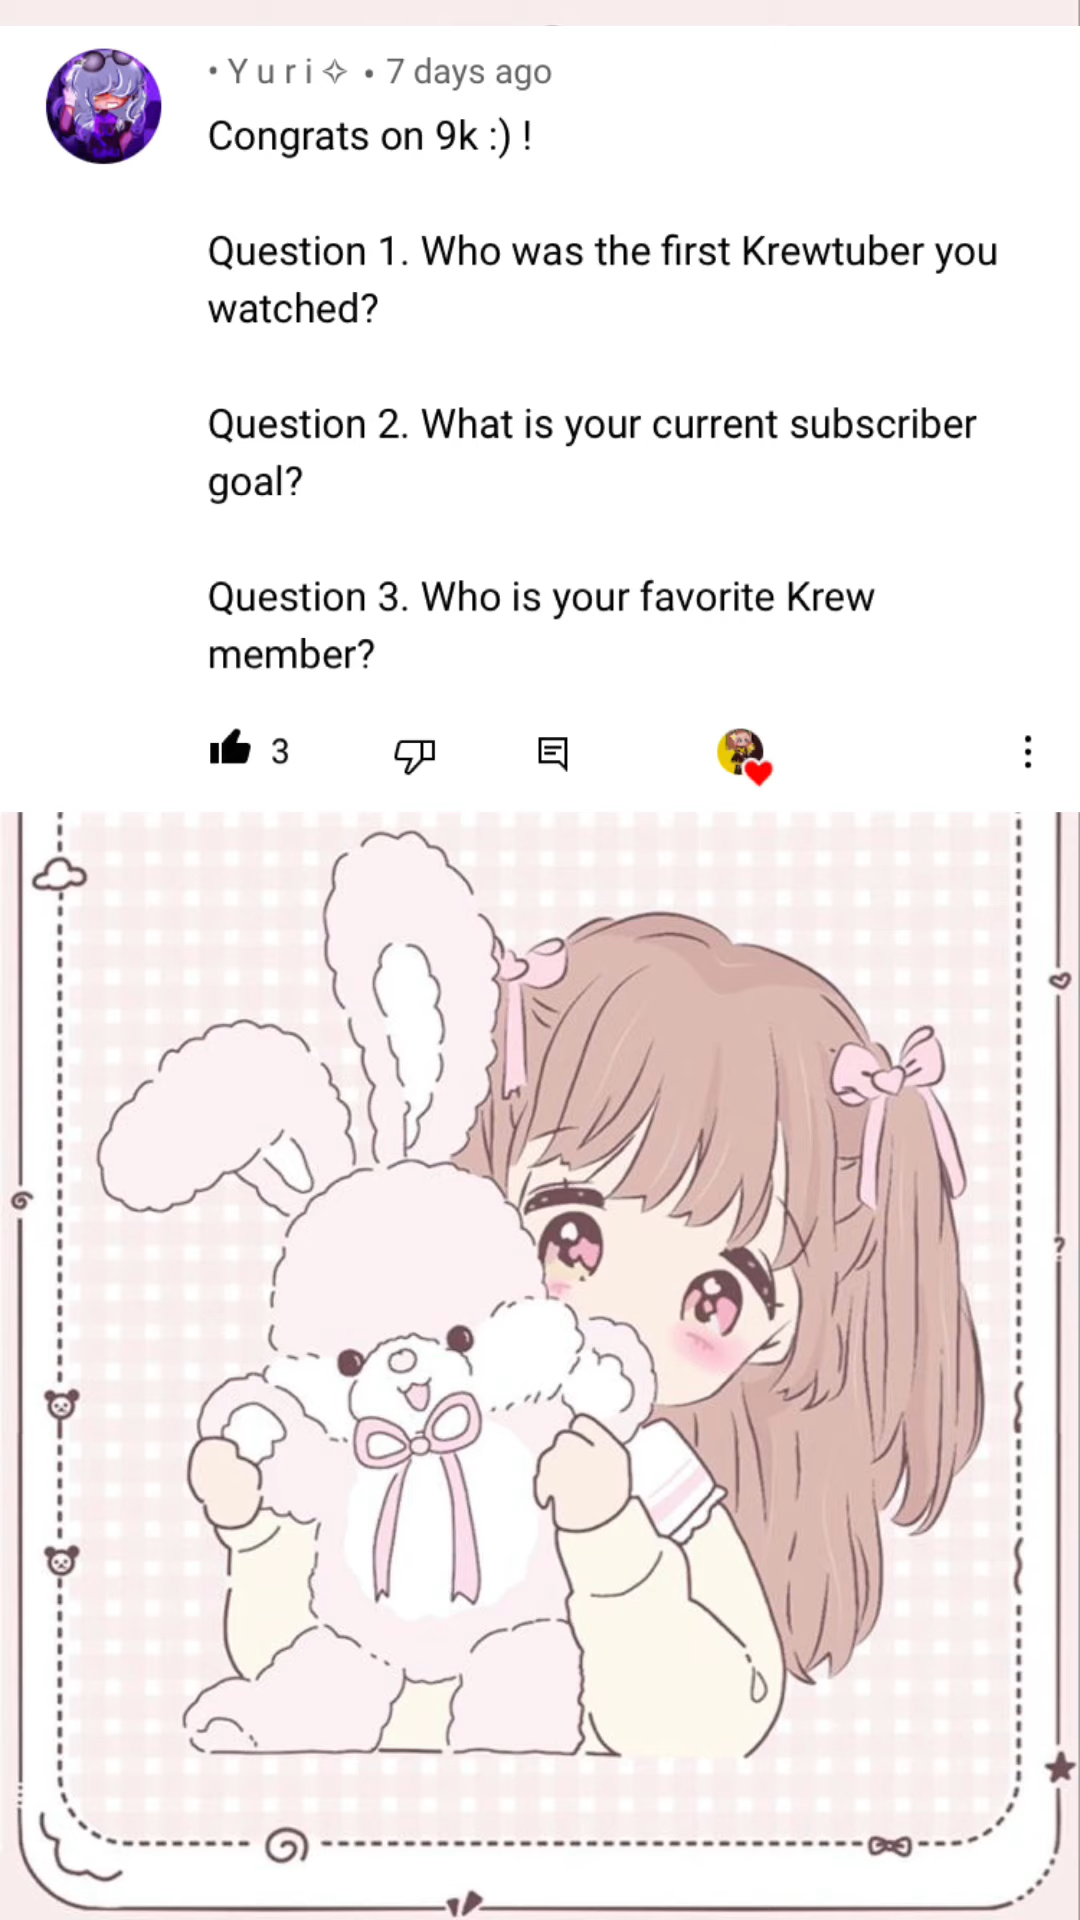 • Y u r i ✧ • 7 days ago
Congrats on 9k :) !
Question 1. Who was the first Krewtuber you
watched?
Question 2. What is your current subscriber
goal?
Question 3. Who is your favorite Krew
member?
3
?